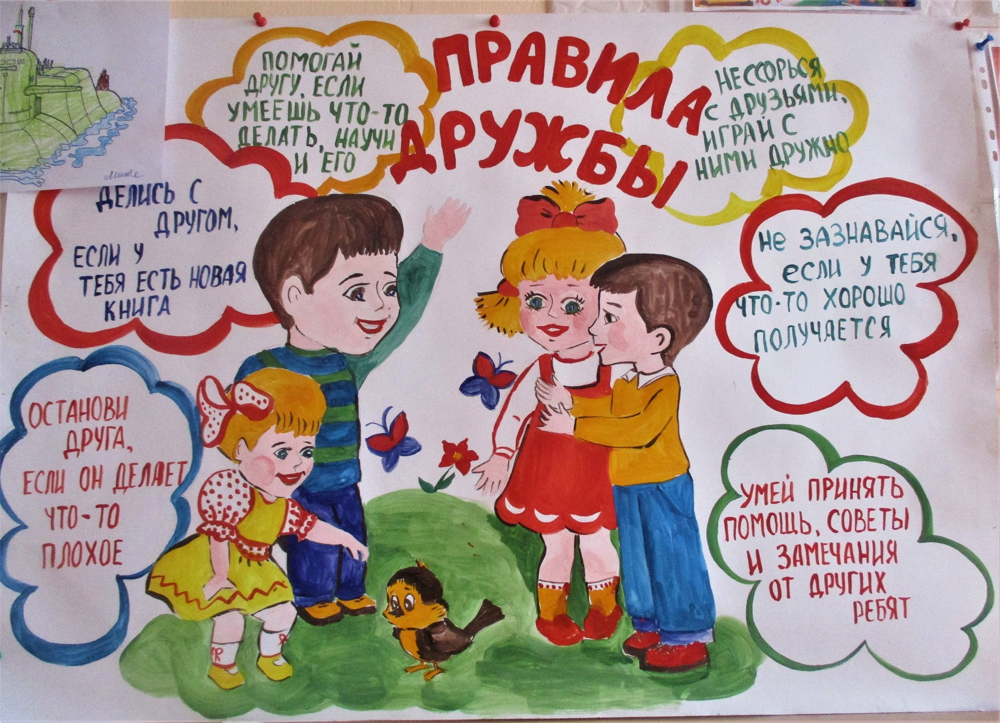 ПРАВИЛА
ДРУЖБЫ
ПОМОГАЙ
ДРУГУ, ЕСЛИ
УМЕЕШЬ ЧТО-ТО
ДЕЛАТЬ, НАУЧИ
И ЕГО
НЕССОРЬСЯ
С ДРУЗЬЯМИ,
ИГРАЙ С
НИМИ ДРУЖНО
Митя
ДЕЛИСЬ С
ДРУГОМ,
ЕСЛИ У
ТЕБЯ ЕСТЬ НОВАЯ
КНИГА
Не ЗАЗНАВАЙСЯ,
если У ТЕБЯ
ЧТО-ТО ХОРОШО
ПОЛУЧАЕТСЯ
ОСТАНОВИ
ДРУГА,
ЕСЛИ ОН ДЕЛАЕТ
ЧТО-ТО
ПЛОХОЕ
УМЕЙ ПРИНЯТЬ
ПОМОЩЬ, СОВЕТЫ
И ЗАМЕЧАНИЯ
ОТ ДРУГИХ
РЕБЯТ